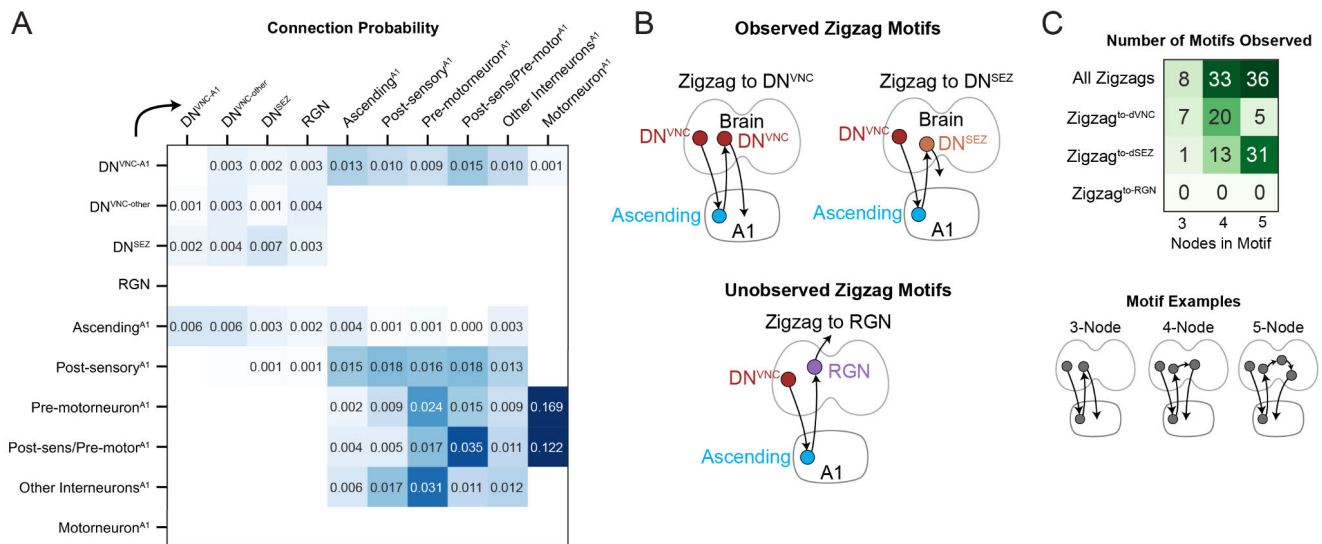 A
Connection Probability
DN^VNC-A1
DN^VNC-other
DN^SEZ
RGN
Ascending^A1
Post-sensory^A1
Pre-motorneuron^A1
Post-sens/Pre-motor^A1
Other Interneurons^A1
Motorneuron^A1
DN^VNC-A1 0.003 0.002 0.003 0.013 0.010 0.009 0.015 0.010 0.001
DN^VNC-other 0.001 0.003 0.001 0.004
DN^SEZ 0.002 0.004 0.007 0.003
RGN
Ascending^A1 0.006 0.006 0.003 0.002 0.004 0.001 0.001 0.000 0.003
Post-sensory^A1 0.001 0.001 0.015 0.018 0.016 0.018 0.013
Pre-motorneuron^A1 0.002 0.009 0.024 0.015 0.009 0.169
Post-sens/Pre-motor^A1 0.004 0.005 0.017 0.035 0.011 0.122
Other Interneurons^A1 0.006 0.017 0.031 0.011 0.012
Motorneuron^A1
B
Observed Zigzag Motifs
Zigzag to DN^VNC
Brain
DN^VNC
DN^VNC
Ascending
A1
Zigzag to DN^SEZ
Brain
DN^VNC
DN^SEZ
Ascending
A1
Unobserved Zigzag Motifs
Zigzag to RGN
DN^VNC
RGN
Ascending
A1
C
Number of Motifs Observed
All Zigzags 8 33 36
Zigzag^to-dVNC 7 20 5
Zigzag^to-dSEZ 1 13 31
Zigzag^to-RGN 0 0 0
3 4 5
Nodes in Motif
Motif Examples
3-Node 4-Node 5-Node